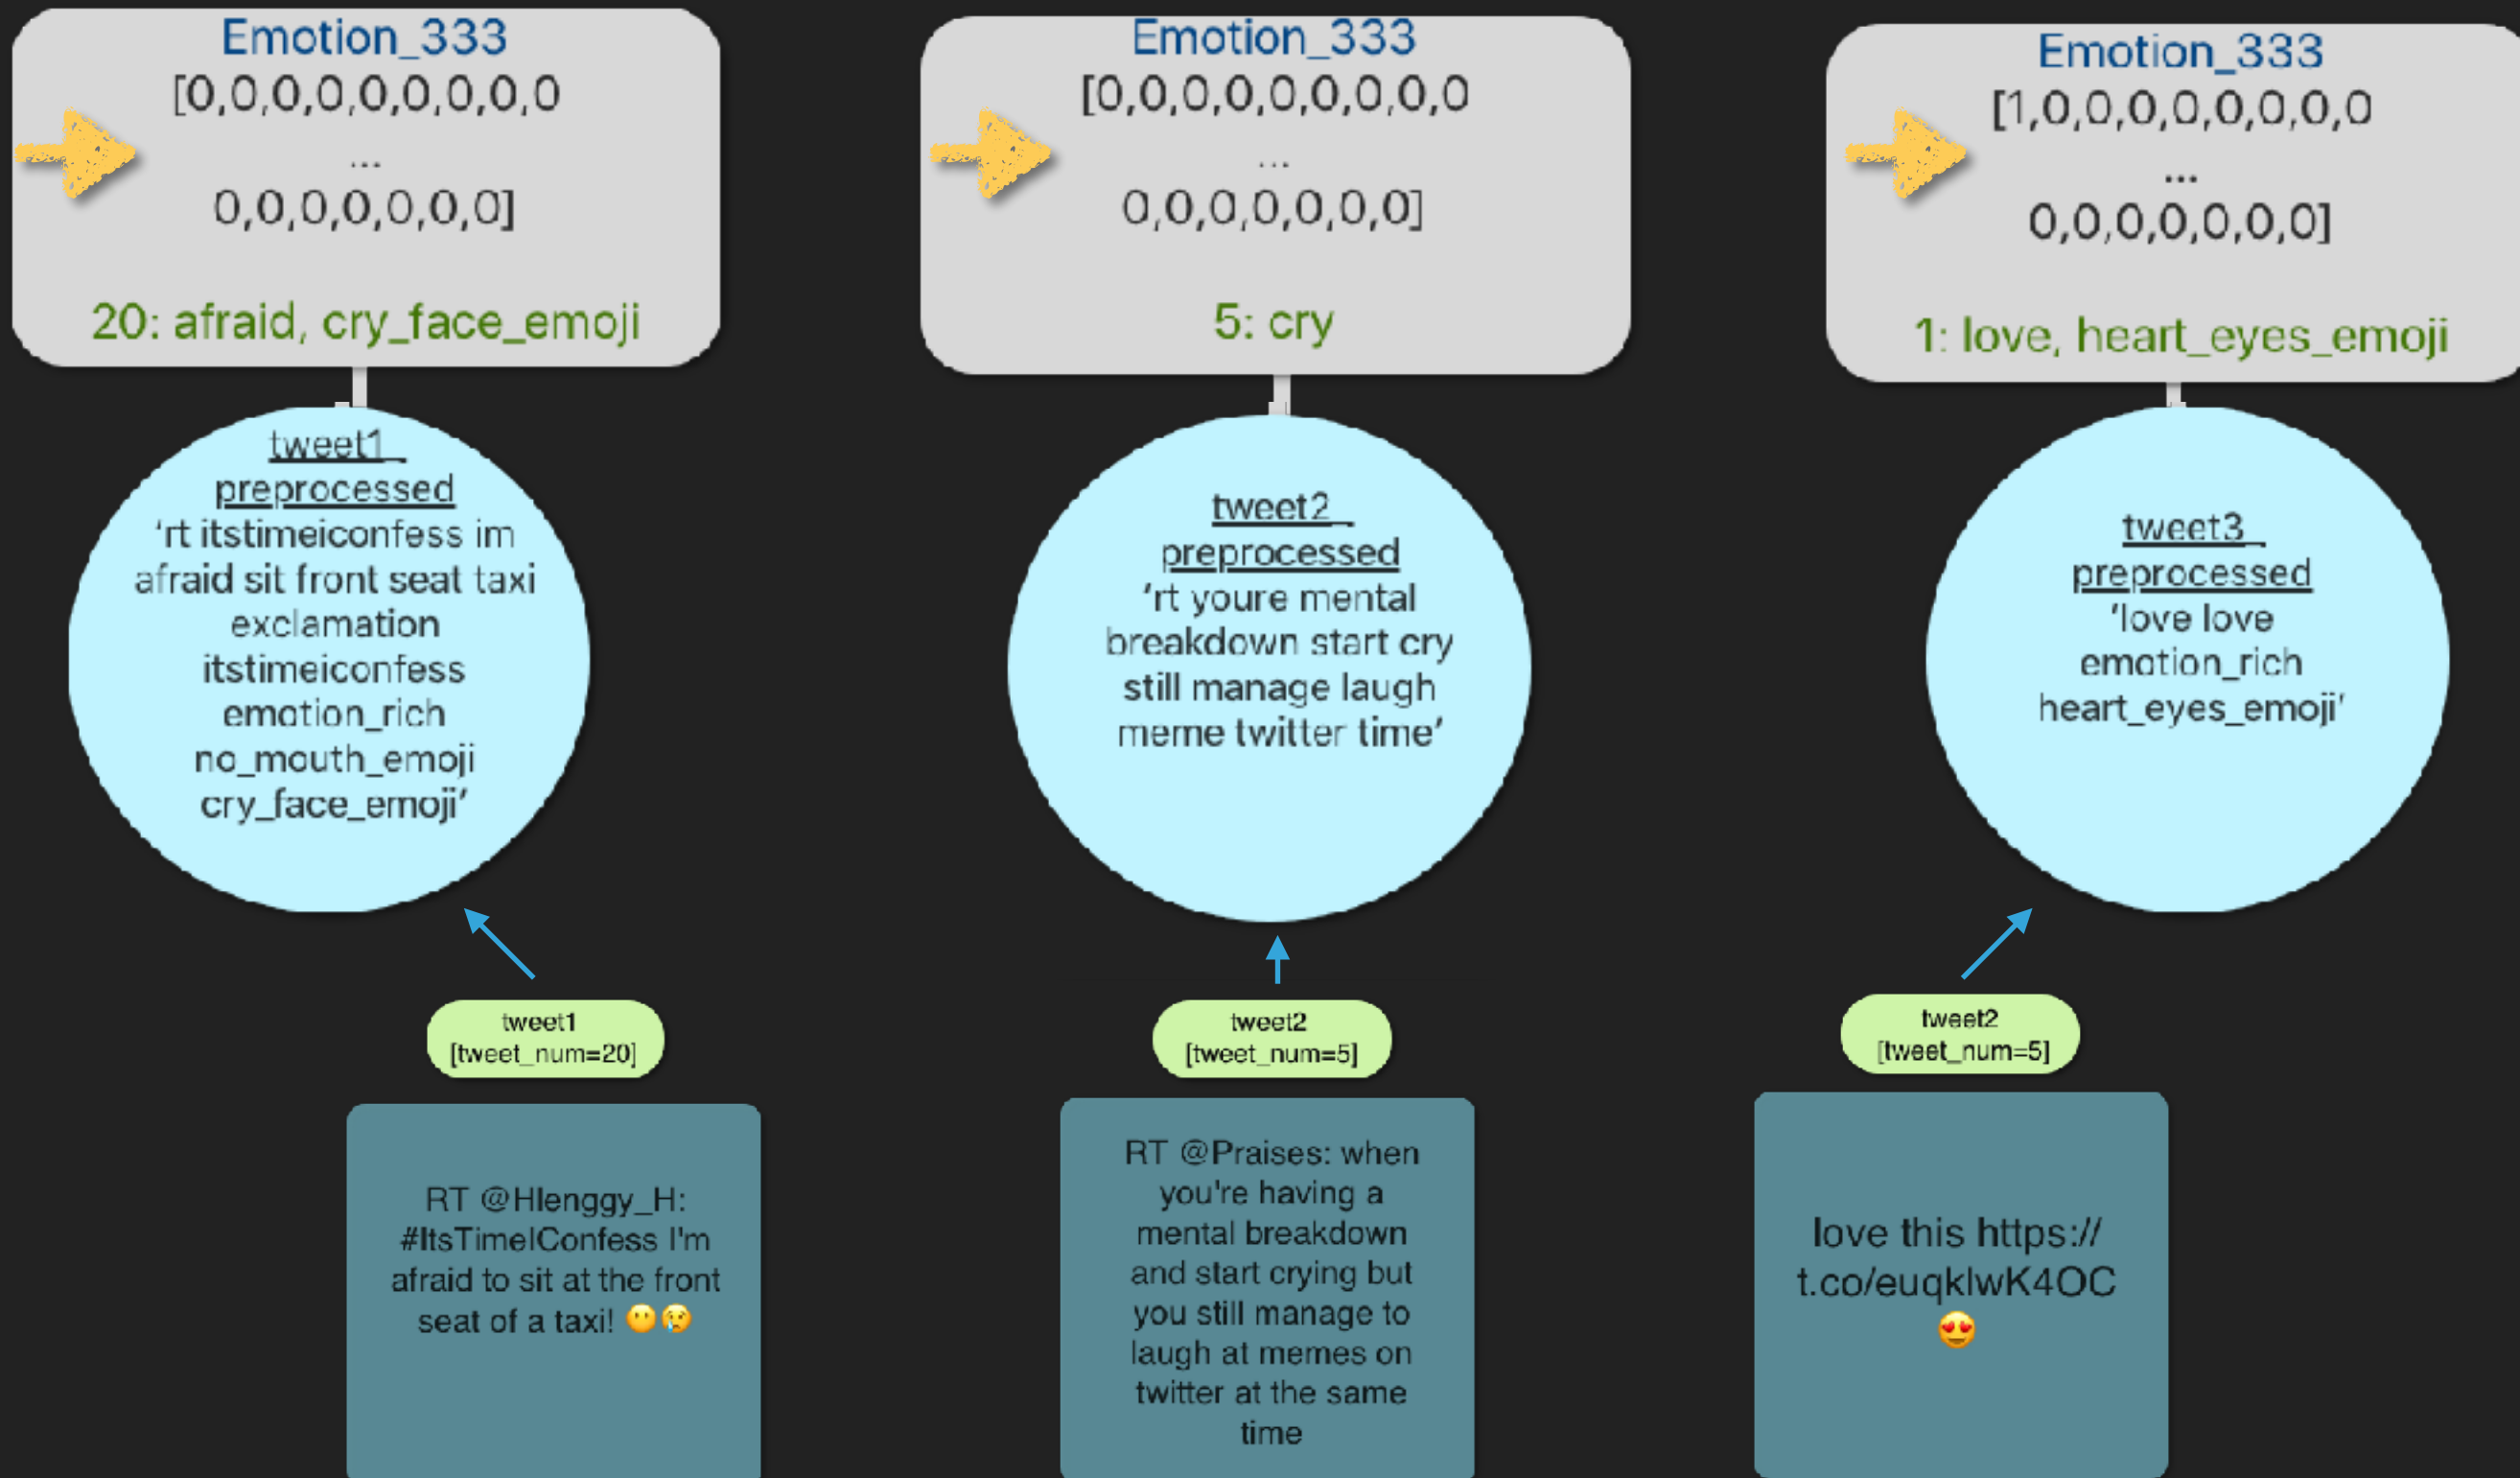 Emotion_333
[0,0,0,0,0,0,0,0,0
...
0,0,0,0,0,0,0]
20: afraid, cry_face_emoji
tweet1_
preprocessed
‘rt itstimeiconfess im
afraid sit front seat taxi
exclamation
itstimeiconfess
emotion_rich
no_mouth_emoji
cry_face_emoji’
tweet1
[tweet_num=20]
RT @Hlenggy_H:
#ItsTimeIConfess I'm
afraid to sit at the front
seat of a taxi! 😶😢
Emotion_333
[0,0,0,0,0,0,0,0,0
...
0,0,0,0,0,0,0]
5: cry
tweet2_
preprocessed
‘rt youre mental
breakdown start cry
still manage laugh
meme twitter time’
tweet2
[tweet_num=5]
RT @Praises: when
you're having a
mental breakdown
and start crying but
you still manage to
laugh at memes on
twitter at the same
time
Emotion_333
[1,0,0,0,0,0,0,0,0
...
0,0,0,0,0,0,0]
1: love, heart_eyes_emoji
tweet3_
preprocessed
‘love love
emotion_rich
heart_eyes_emoji’
tweet2
[tweet_num=5]
love this https://
t.co/euqklwK4OC
😍